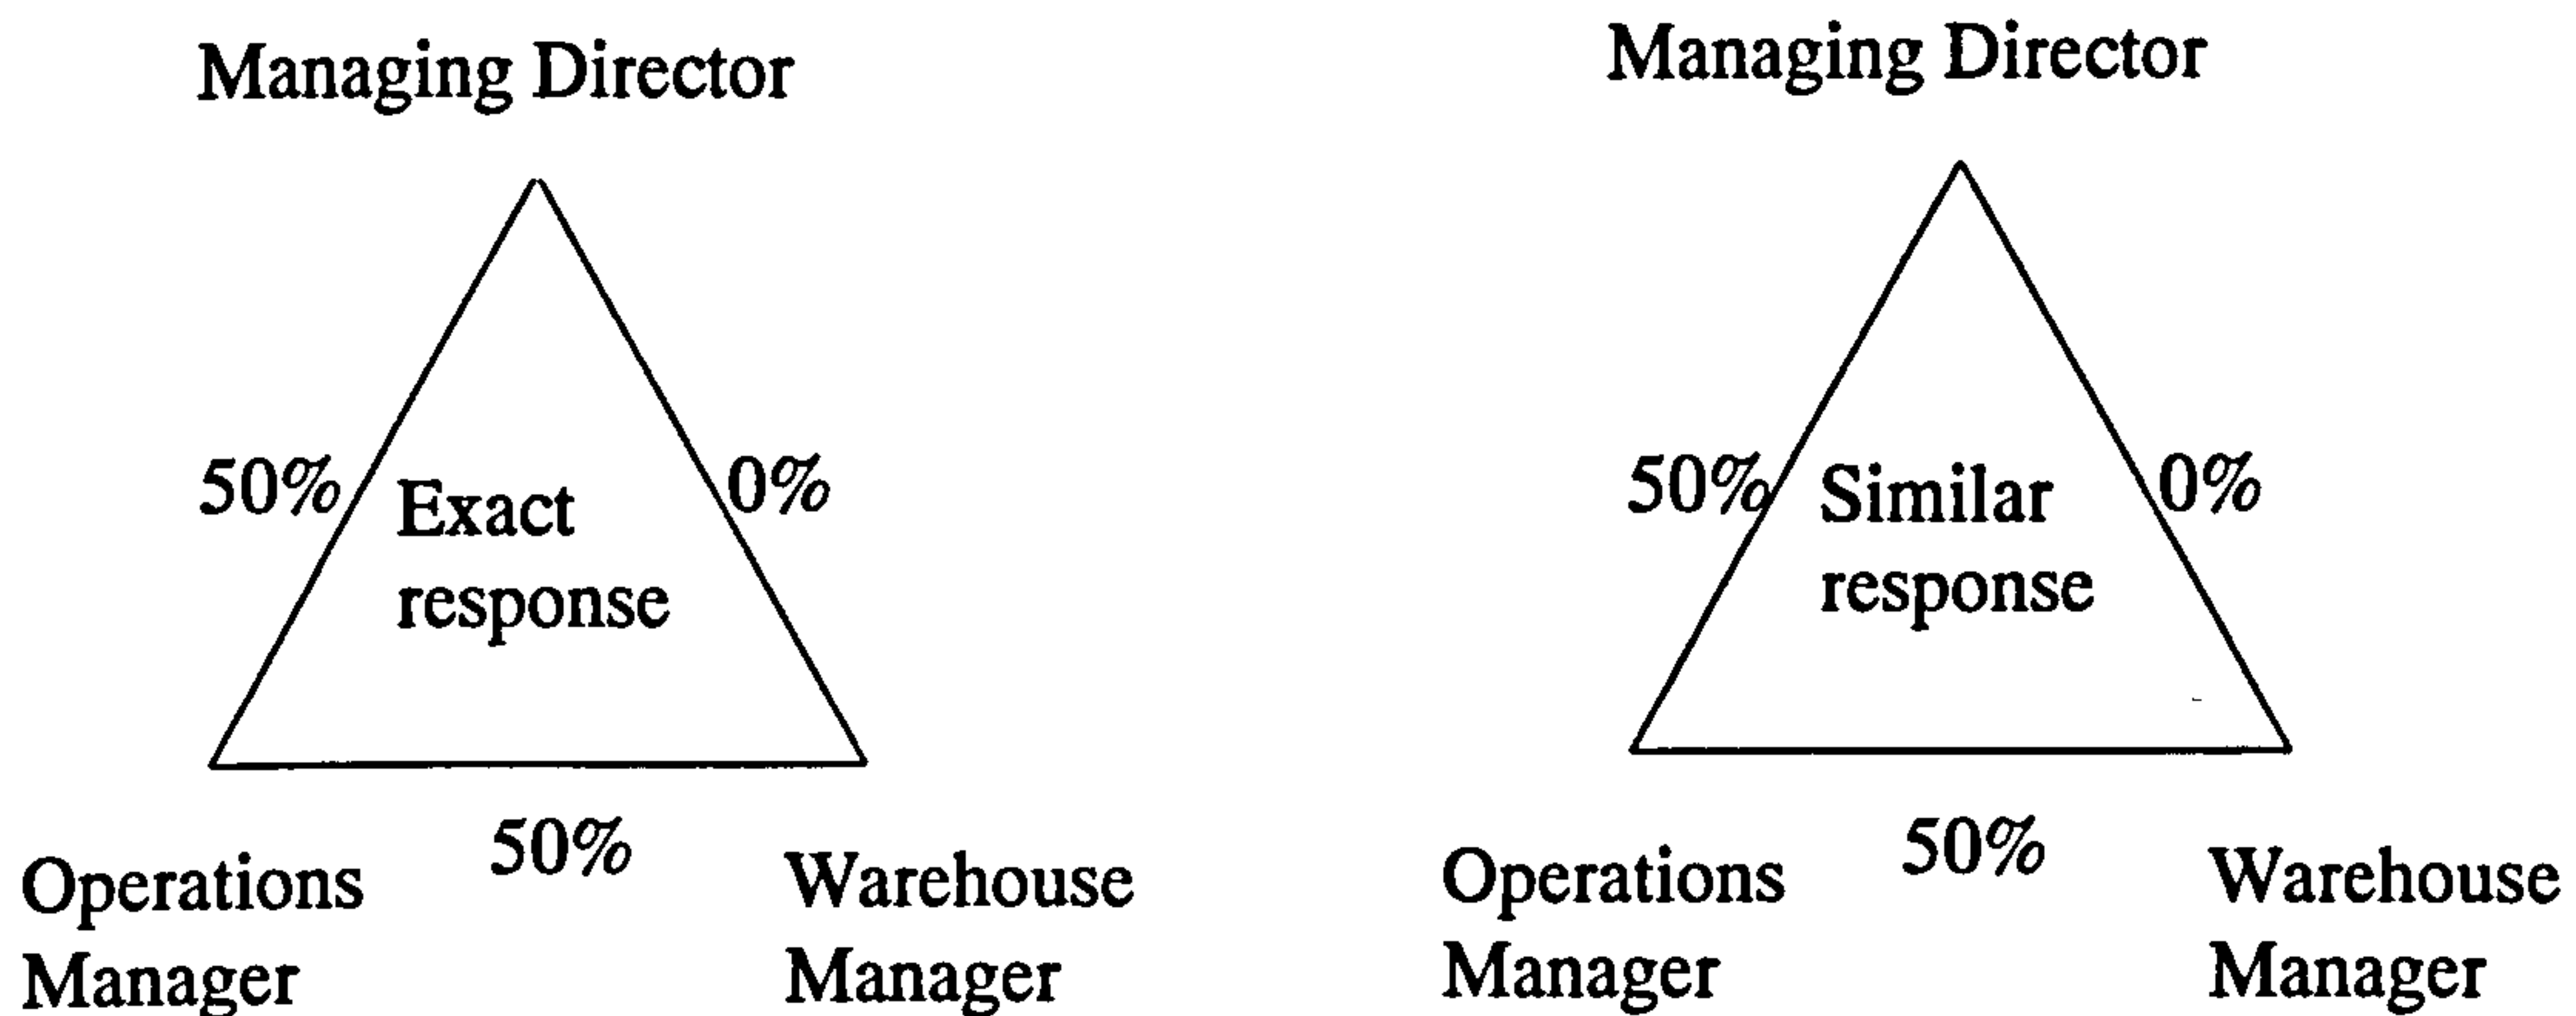 Managing Director
50%
Exact
response
0%
50%
Operations
Manager
Warehouse
Manager
Managing Director
50%
Similar
response
0%
50%
Operations
Manager
Warehouse
Manager